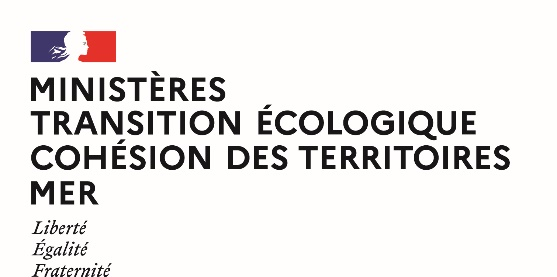 MINISTÈRES
TRANSITION ÉCOLOGIQUE
COHÉSION DES TERRITOIRES
MER
Liberté
Égalité
Fraternité